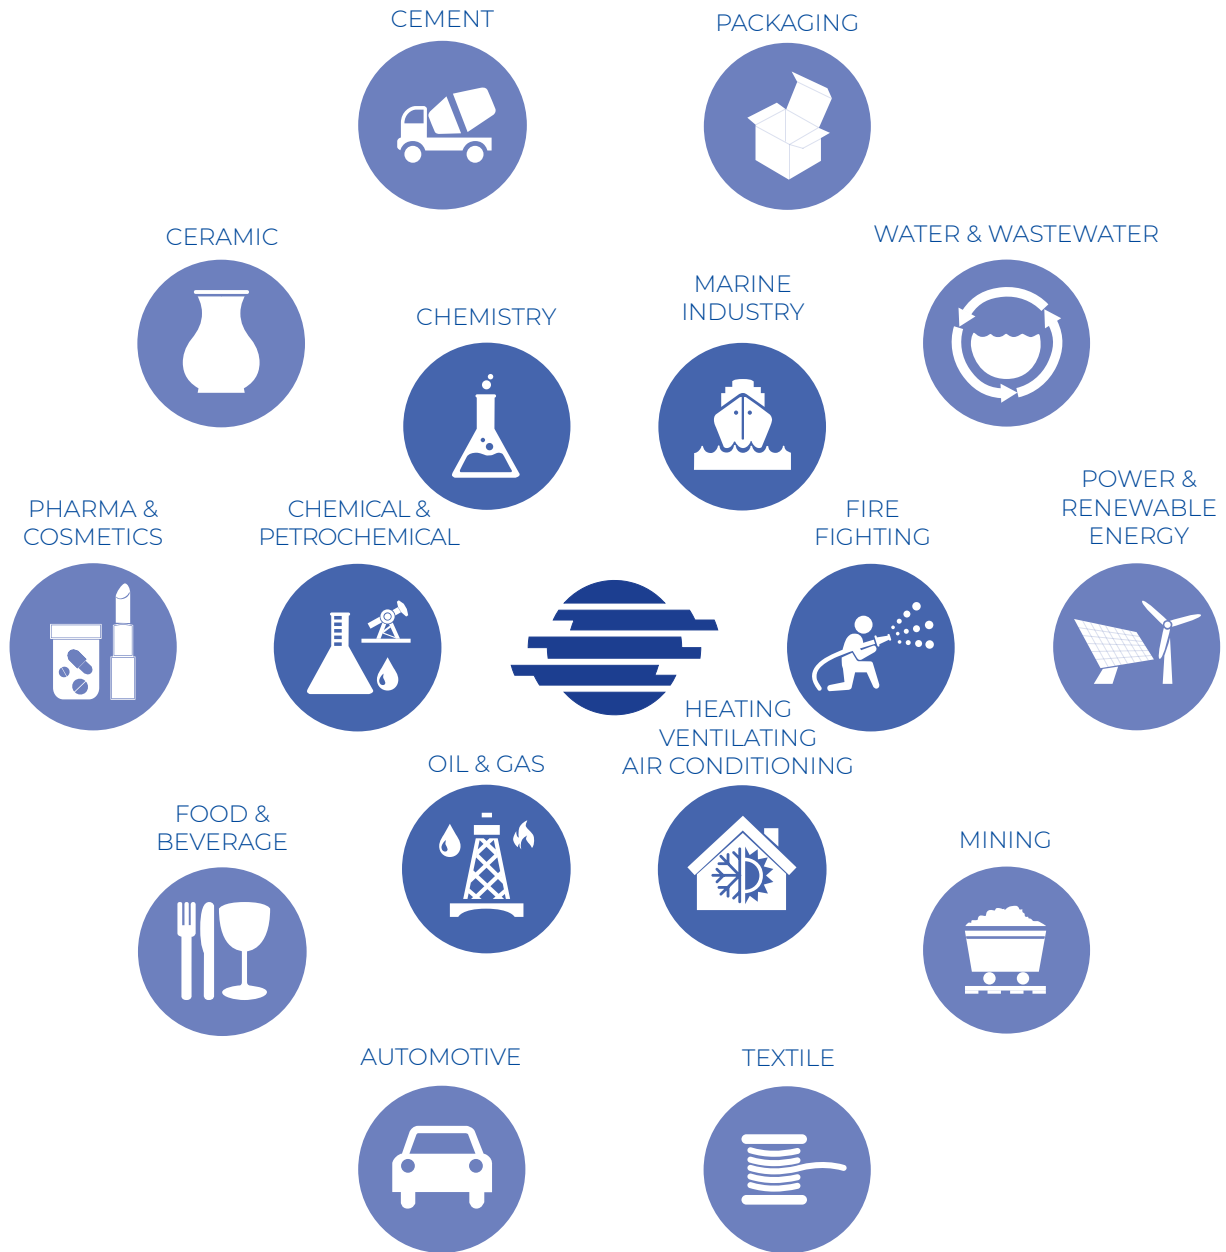 CEMENT
PACKAGING
CERAMIC
WATER & WASTEWATER
MARINE
INDUSTRY
CHEMISTRY
PHARMA &
COSMETICS
CHEMICAL &
PETROCHEMICAL
FIRE
FIGHTING
POWER &
RENEWABLE
ENERGY
HEATING
VENTILATING
AIR CONDITIONING
OIL & GAS
FOOD &
BEVERAGE
MINING
AUTOMOTIVE
TEXTILE